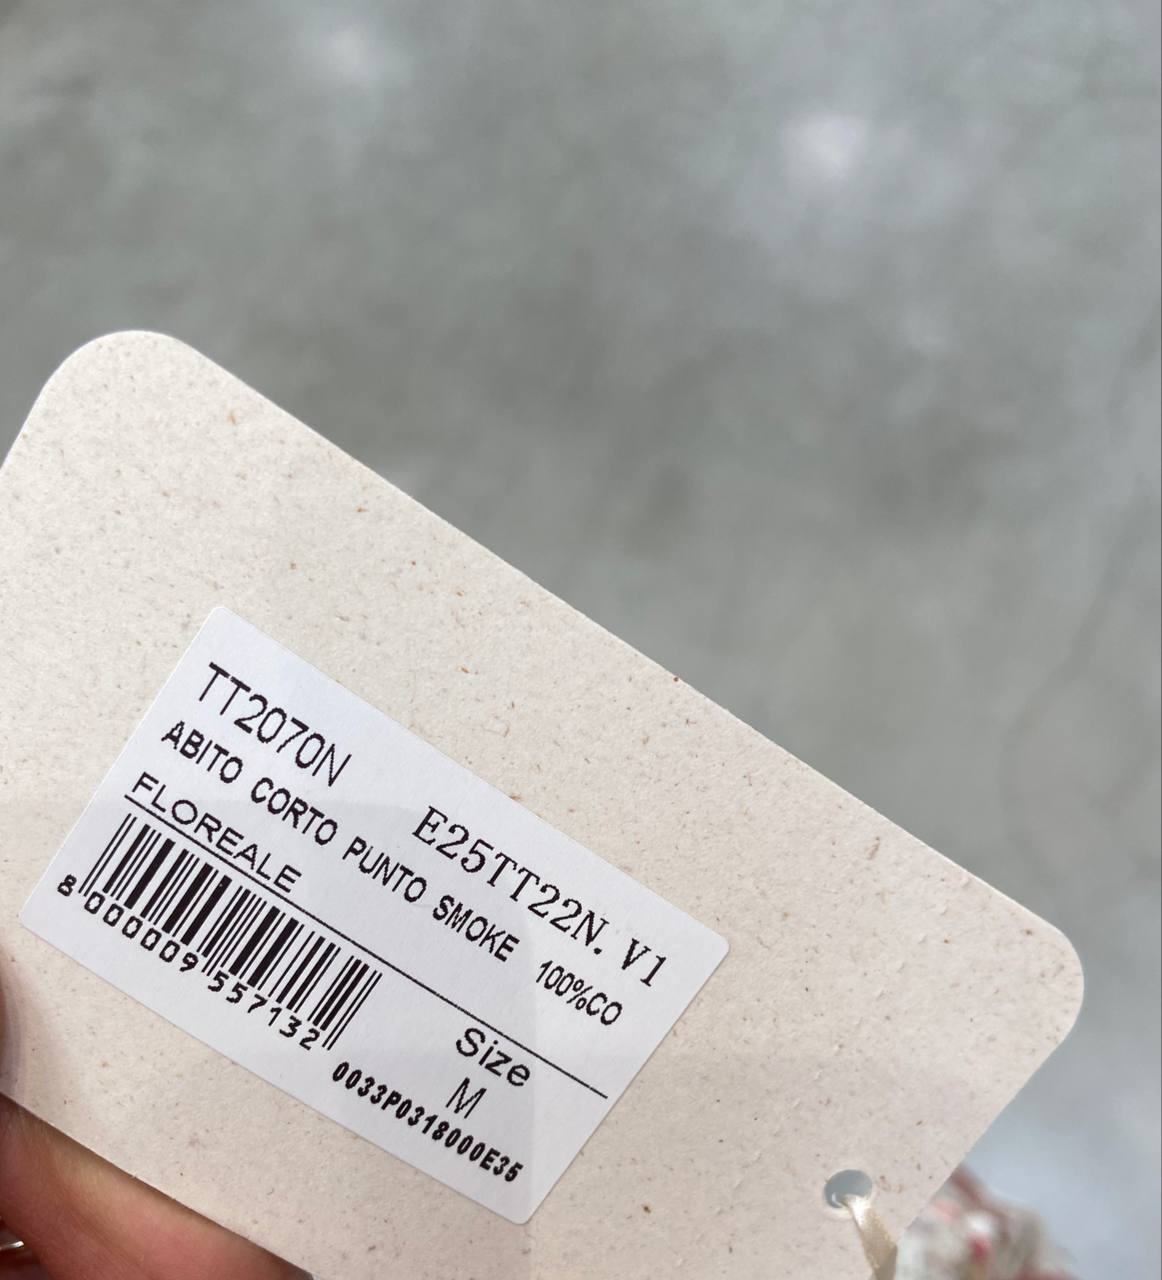 TT2070N
E25TT22N. V1
ABITO CORTO PUNTO SMOKE 100%CO
FLOREALE
Size
M
8 000009 557132
0033P0318000E35